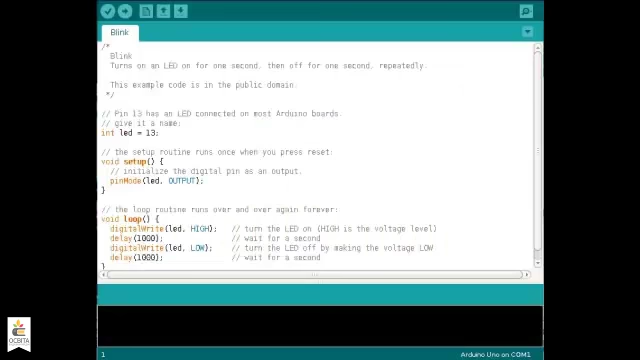 Blink
/*
Blink
Turns on an LED on for one second, then off for one second, repeatedly.
This example code is in the public domain.
*/
// Pin 13 has an LED connected on most Arduino boards.
// give it a name:
int led = 13;
// the setup routine runs once when you press reset:
void setup() {
// initialize the digital pin as an output.
pinMode(led, OUTPUT);
}
// the loop routine runs over and over again forever:
void loop() {
digitalWrite(led, HIGH);   // turn the LED on (HIGH is the voltage level)
delay(1000);               // wait for a second
digitalWrite(led, LOW);    // turn the LED off by making the voltage LOW
delay(1000);               // wait for a second
}
OCBITA
1
Arduino Uno on COM1